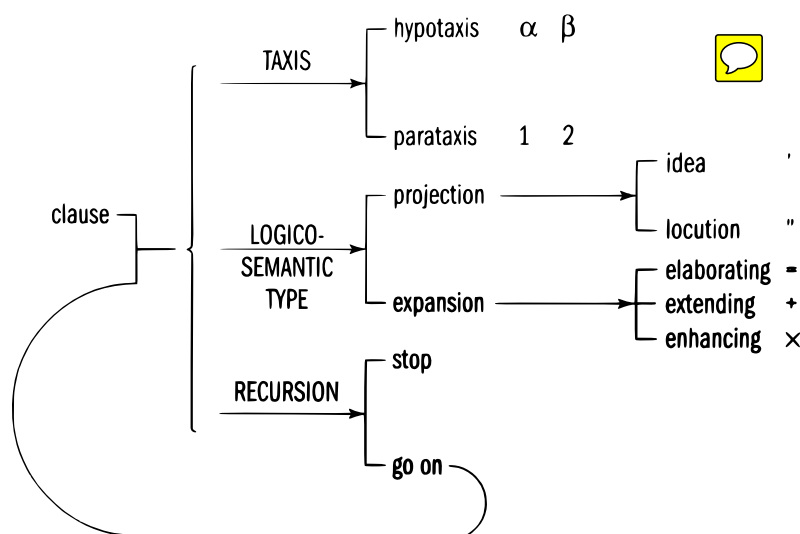 hypotaxis α β
TAXIS
parataxis 1 2
idea '
projection
clause
locution "
LOGICO-
SEMANTIC
TYPE
elaborating =
expansion
extending +
enhancing ×
stop
RECURSION
go on